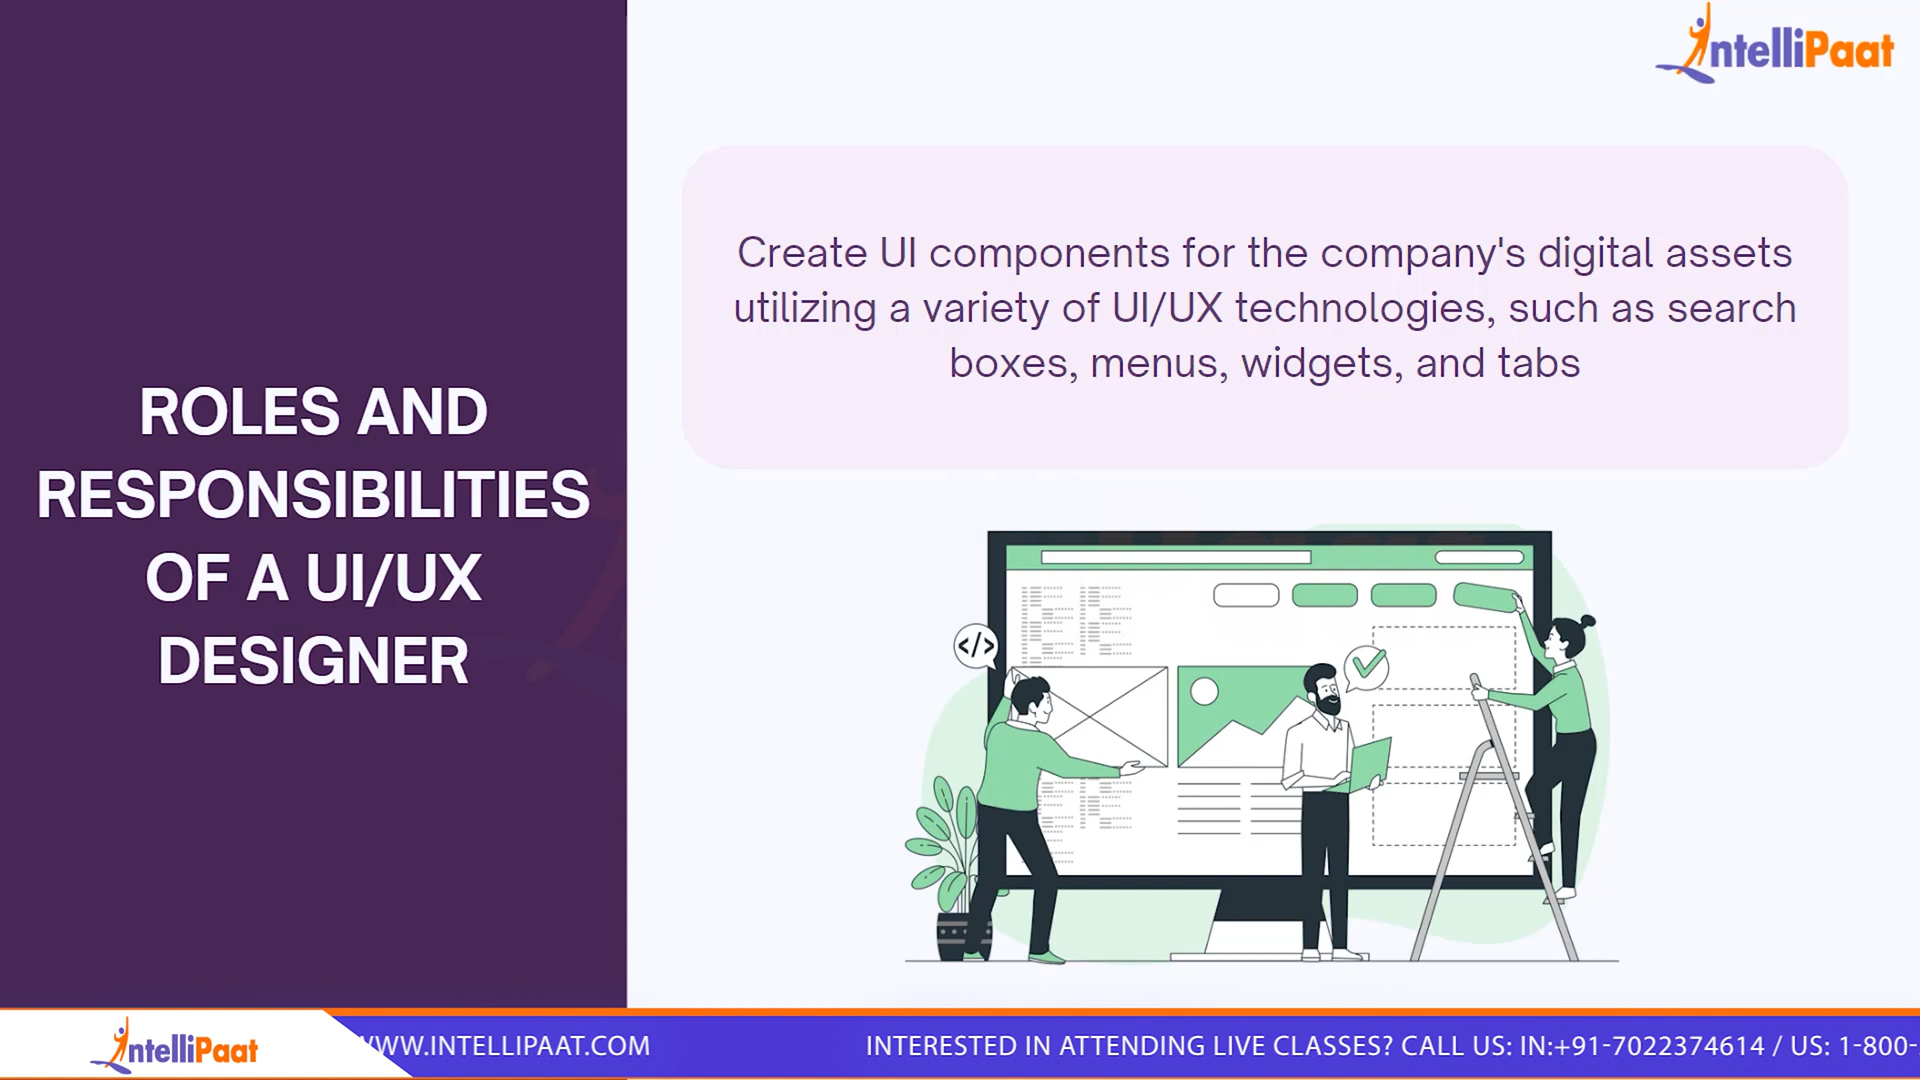 IntelliPaat
Create UI components for the company's digital assets
utilizing a variety of UI/UX technologies, such as search
boxes, menus, widgets, and tabs
ROLES AND
RESPONSIBILITIES
OF A UI/UX
DESIGNER
</>
IntelliPaat
WWW.INTELLIPAAT.COM
INTERESTED IN ATTENDING LIVE CLASSES? CALL US: IN:+91-7022374614 / US: 1-800-